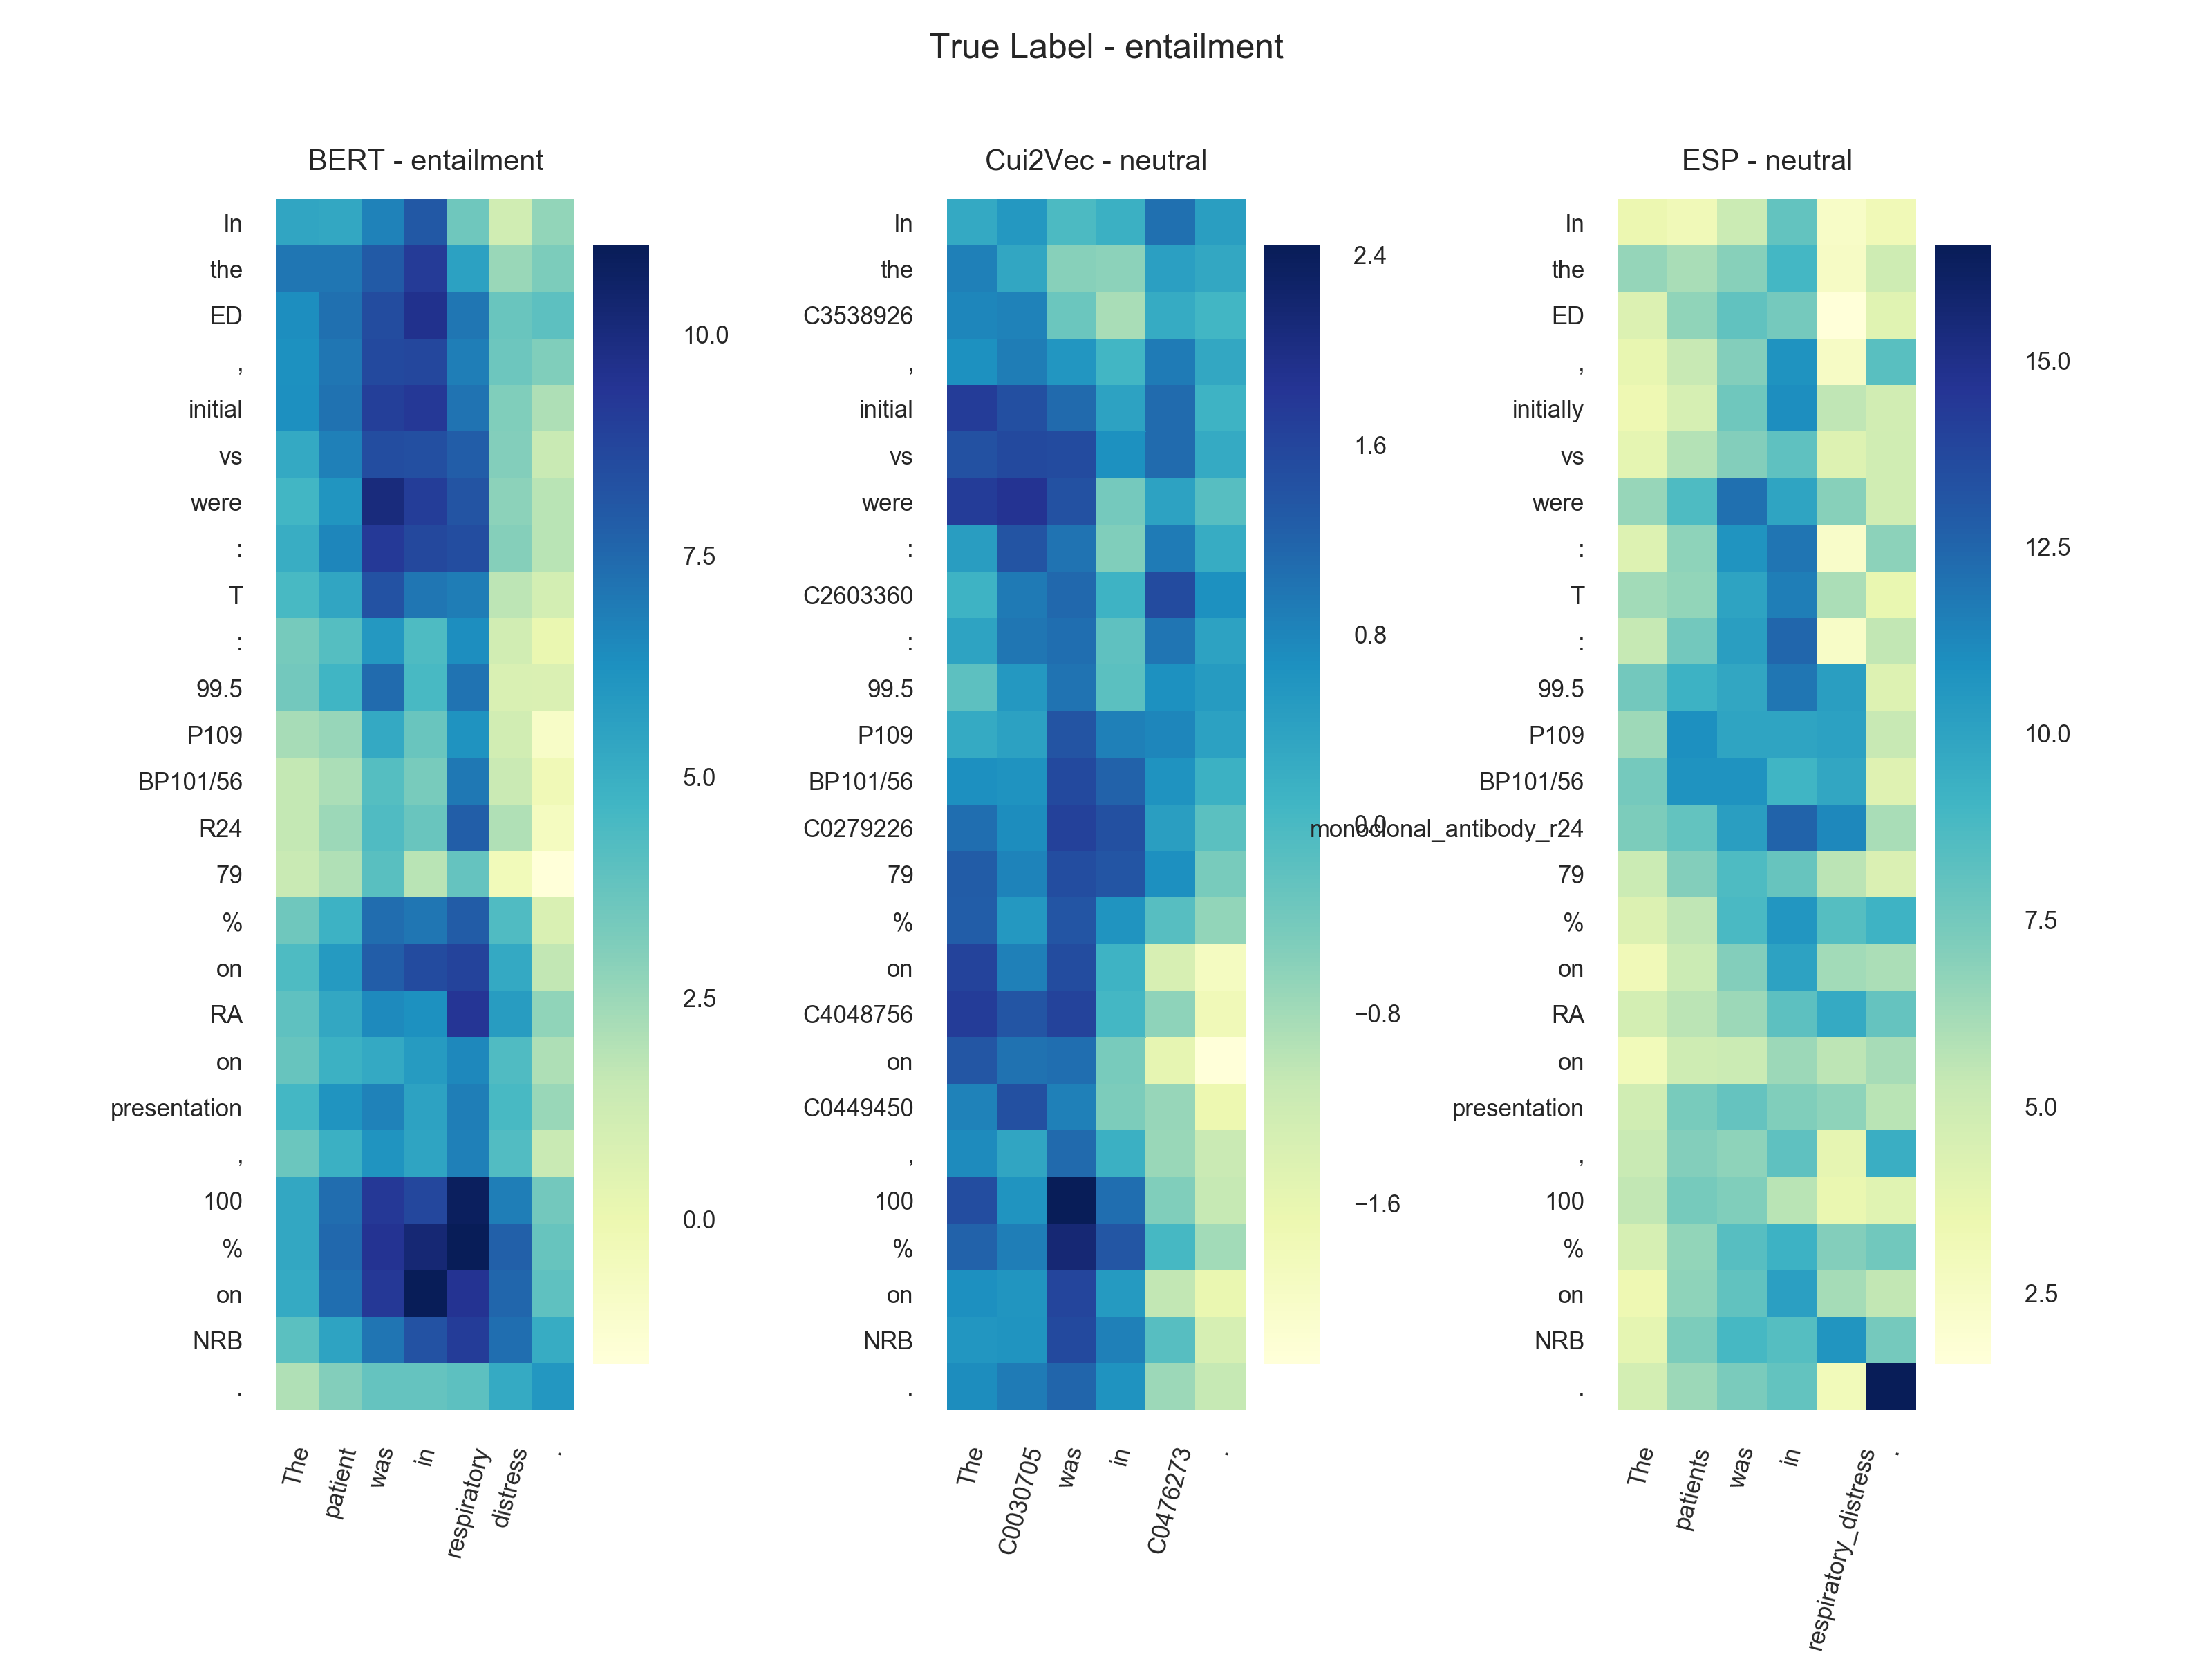 True Label - entailment
BERT - entailment
In
the
ED
,
initial
vs
were
:
T
:
99.5
P109
BP101/56
R24
79
%
on
RA
on
presentation
,
100
%
on
NRB
.
The
patient
was
in
respiratory
distress
.
10.0
7.5
5.0
2.5
0.0
Cui2Vec - neutral
In
the
C3538926
,
initial
vs
were
:
C2603360
:
99.5
P109
BP101/56
C0279226
79
%
on
C4048756
on
C0449450
,
100
%
on
NRB
.
The
C0030705
was
in
C0476273
.
2.4
1.6
0.8
0.0
−0.8
−1.6
ESP - neutral
In
the
ED
,
initially
vs
were
:
T
:
99.5
P109
BP101/56
monoclonal_antibody_r24
79
%
on
RA
on
presentation
,
100
%
on
NRB
.
The
patients
was
in
respiratory_distress
.
15.0
12.5
10.0
7.5
5.0
2.5